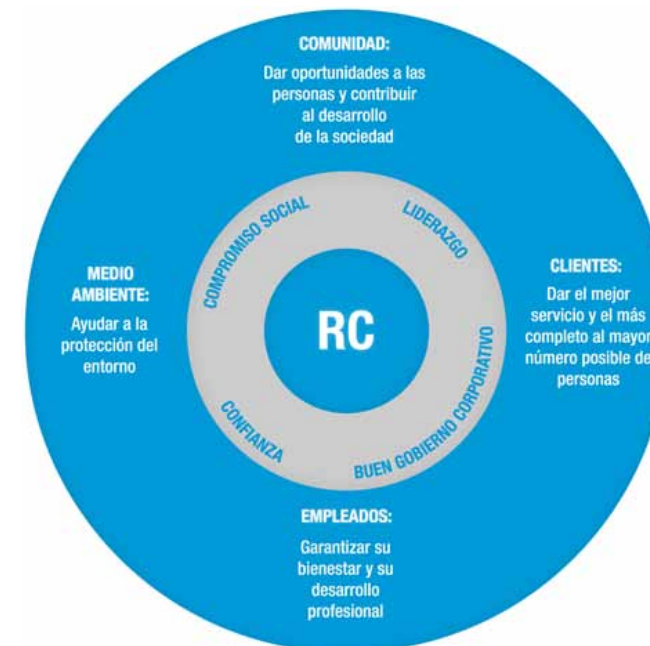 COMUNIDAD:
Dar oportunidades a las
personas y contribuir
al desarrollo
de la sociedad
COMPROMISO SOCIAL
LIDERAZGO
MEDIO
AMBIENTE:
Ayudar a la
protección del
entorno
RC
CLIENTES:
Dar el mejor
servicio y el más
completo al mayor
número posible de
personas
CONFIANZA
BUEN GOBIERNO CORPORATIVO
EMPLEADOS:
Garantizar su
bienestar y su
desarrollo
profesional